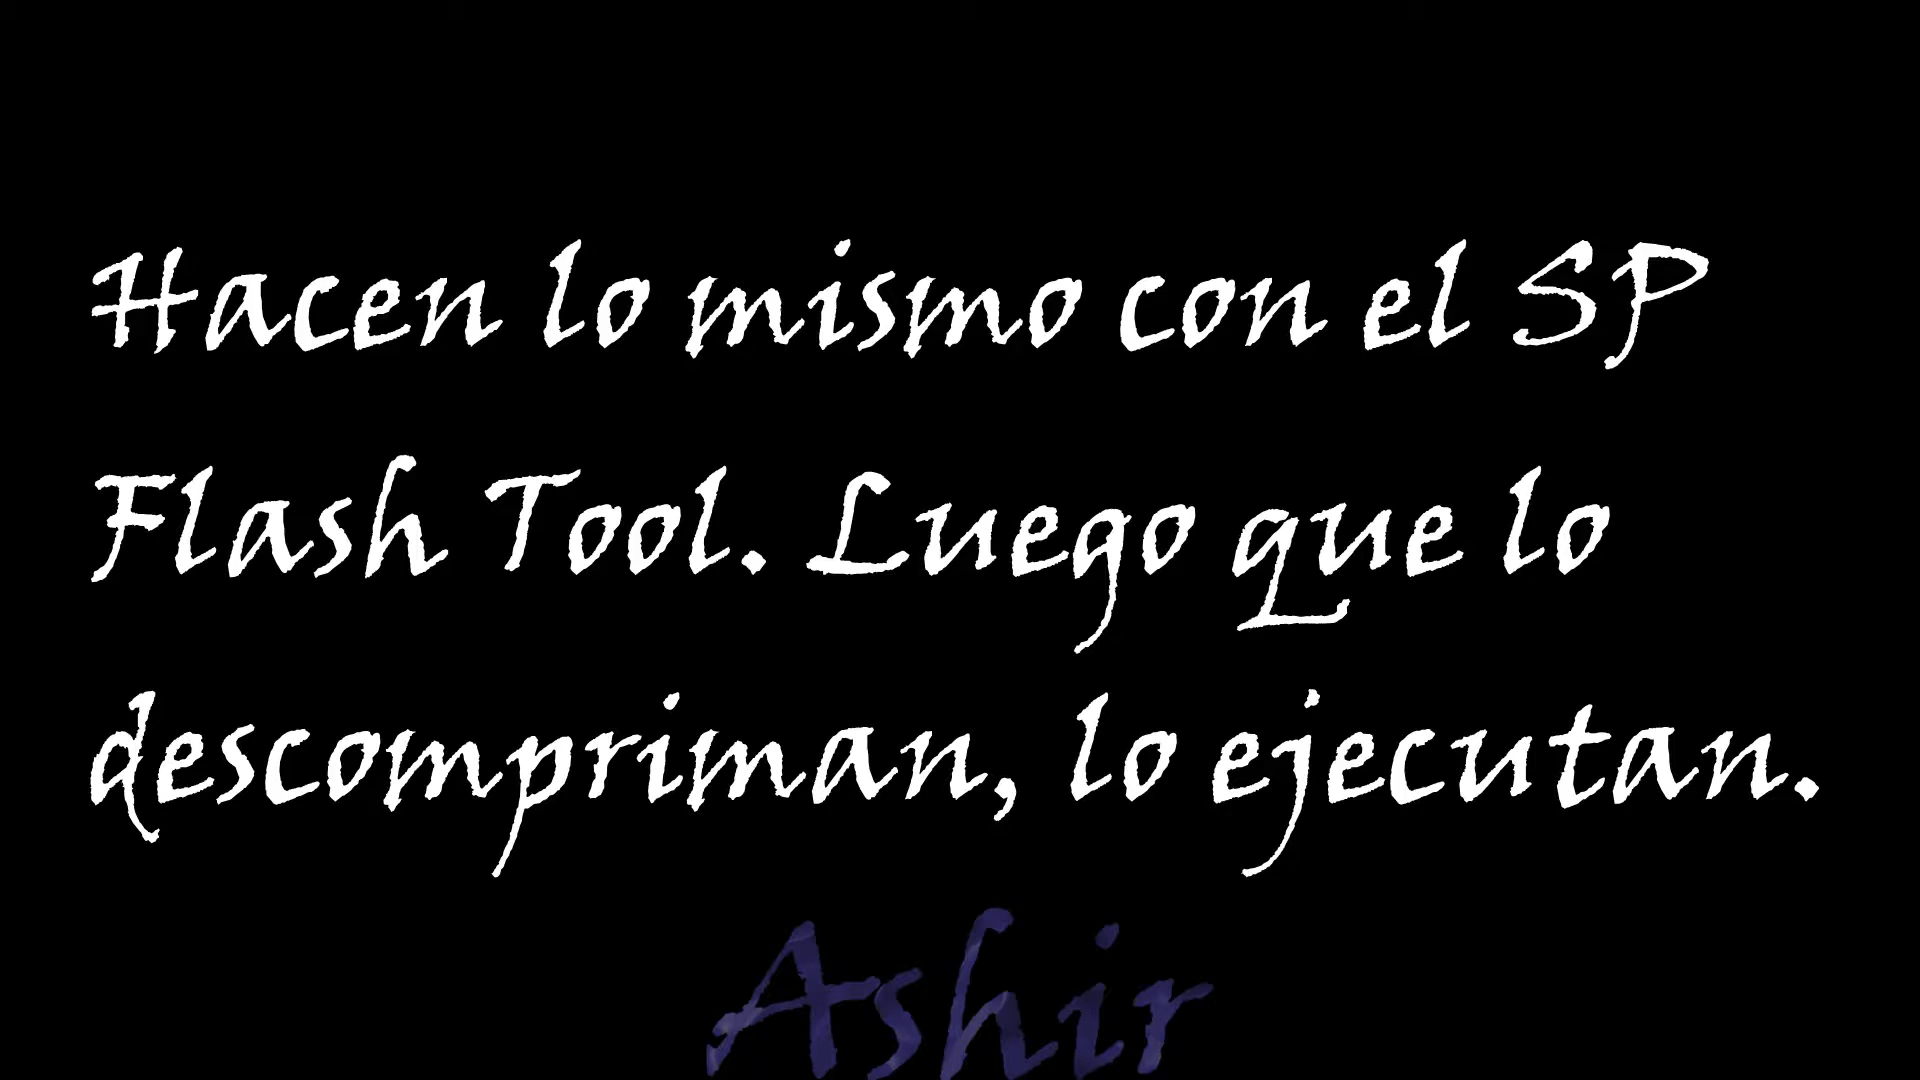 Hacen lo mismo con el SP
Flash Tool. Luego que lo
descompriman, lo ejecutan.
Ashir